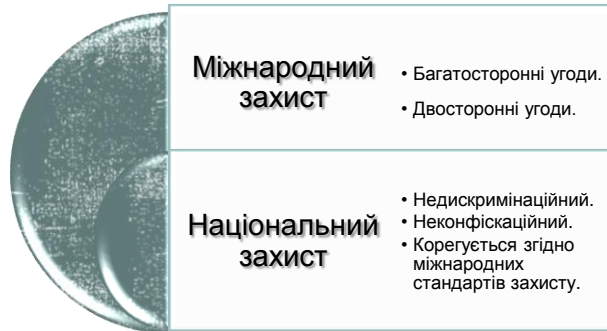 Міжнародний
захист
• Багатосторонні угоди.
• Двосторонні угоди.
Національний
захист
• Недискримінаційний.
• Неконфіскаційний.
• Корегується згідно
міжнародних
стандартів захисту.